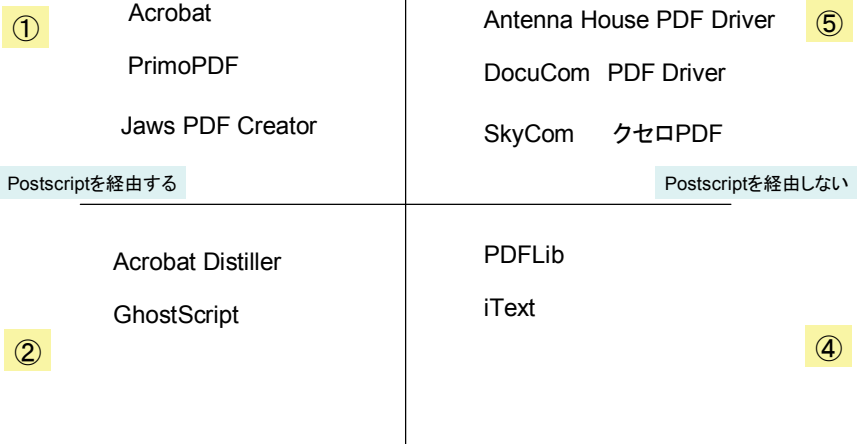 ①
Acrobat
PrimoPDF
Jaws PDF Creator
Antenna House PDF Driver
⑤
DocuCom PDF Driver
SkyCom クセロPDF
Postscriptを経由する
Postscriptを経由しない
Acrobat Distiller
GhostScript
②
PDFLib
iText
④